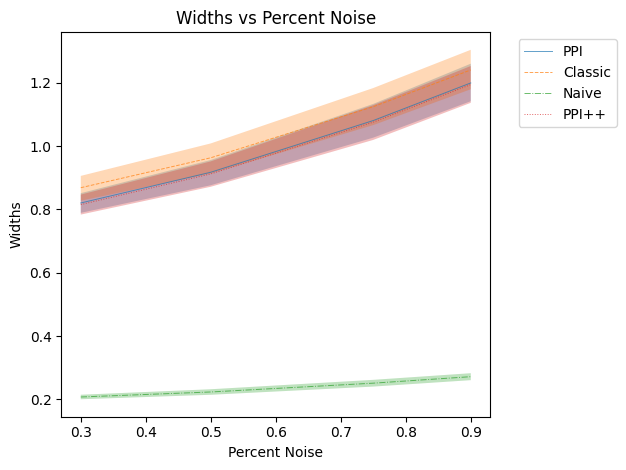 Widths vs Percent Noise
PPI
Classic
Naive
PPI++
Widths
1.2
1.0
0.8
0.6
0.4
0.2
0.3 0.4 0.5 0.6 0.7 0.8 0.9
Percent Noise